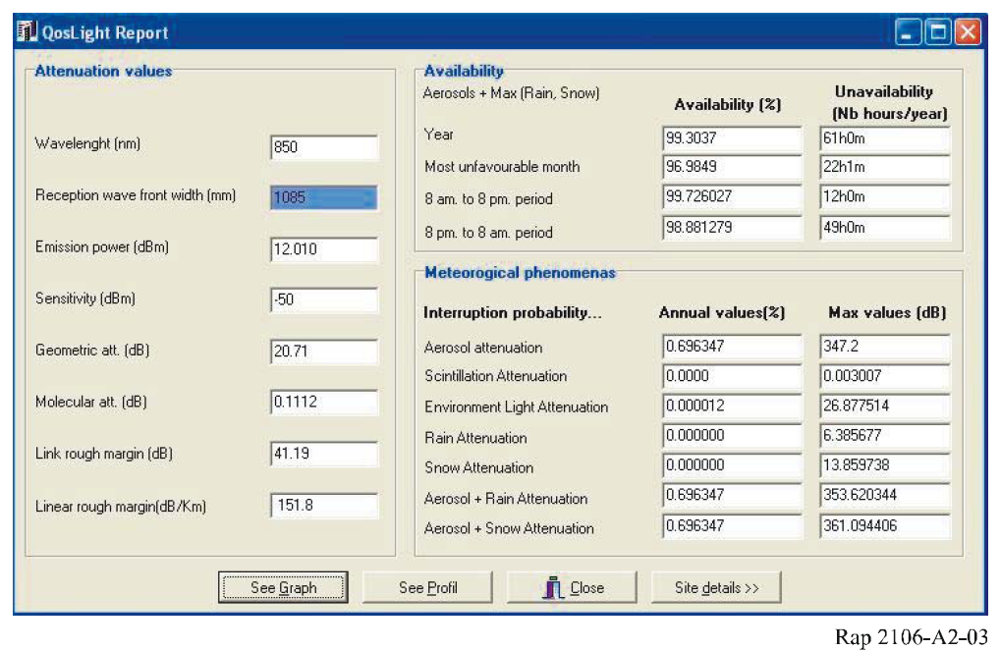 QosLight Report
Attenuation values
Wavelenght (nm) 850
Reception wave front width (mm) 1085
Emission power (dBm) 12.010
Sensitivity (dBm) -50
Geometric att. (dB) 20.71
Molecular att. (dB) 0.1112
Link rough margin (dB) 41.19
Linear rough margin(dB/Km) 151.8
Availability
Aerosols + Max (Rain, Snow) Availability (%) Unavailability (Nb hours/year)
Year 99.3037 61h0m
Most unfavourable month 96.9849 22h1m
8 am. to 8 pm. period 99.726027 12h0m
8 pm. to 8 am. period 98.881279 49h0m
Meteorogical phenomenas
Interruption probability... Annual values(%) Max values (dB)
Aerosol attenuation 0.696347 347.2
Scintillation Attenuation 0.0000 0.003007
Environment Light Attenuation 0.000012 26.877514
Rain Attenuation 0.000000 6.385677
Snow Attenuation 0.000000 13.859738
Aerosol + Rain Attenuation 0.696347 353.620344
Aerosol + Snow Attenuation 0.696347 361.094406
See Graph See Profil Close Site details >>
Rap 2106-A2-03